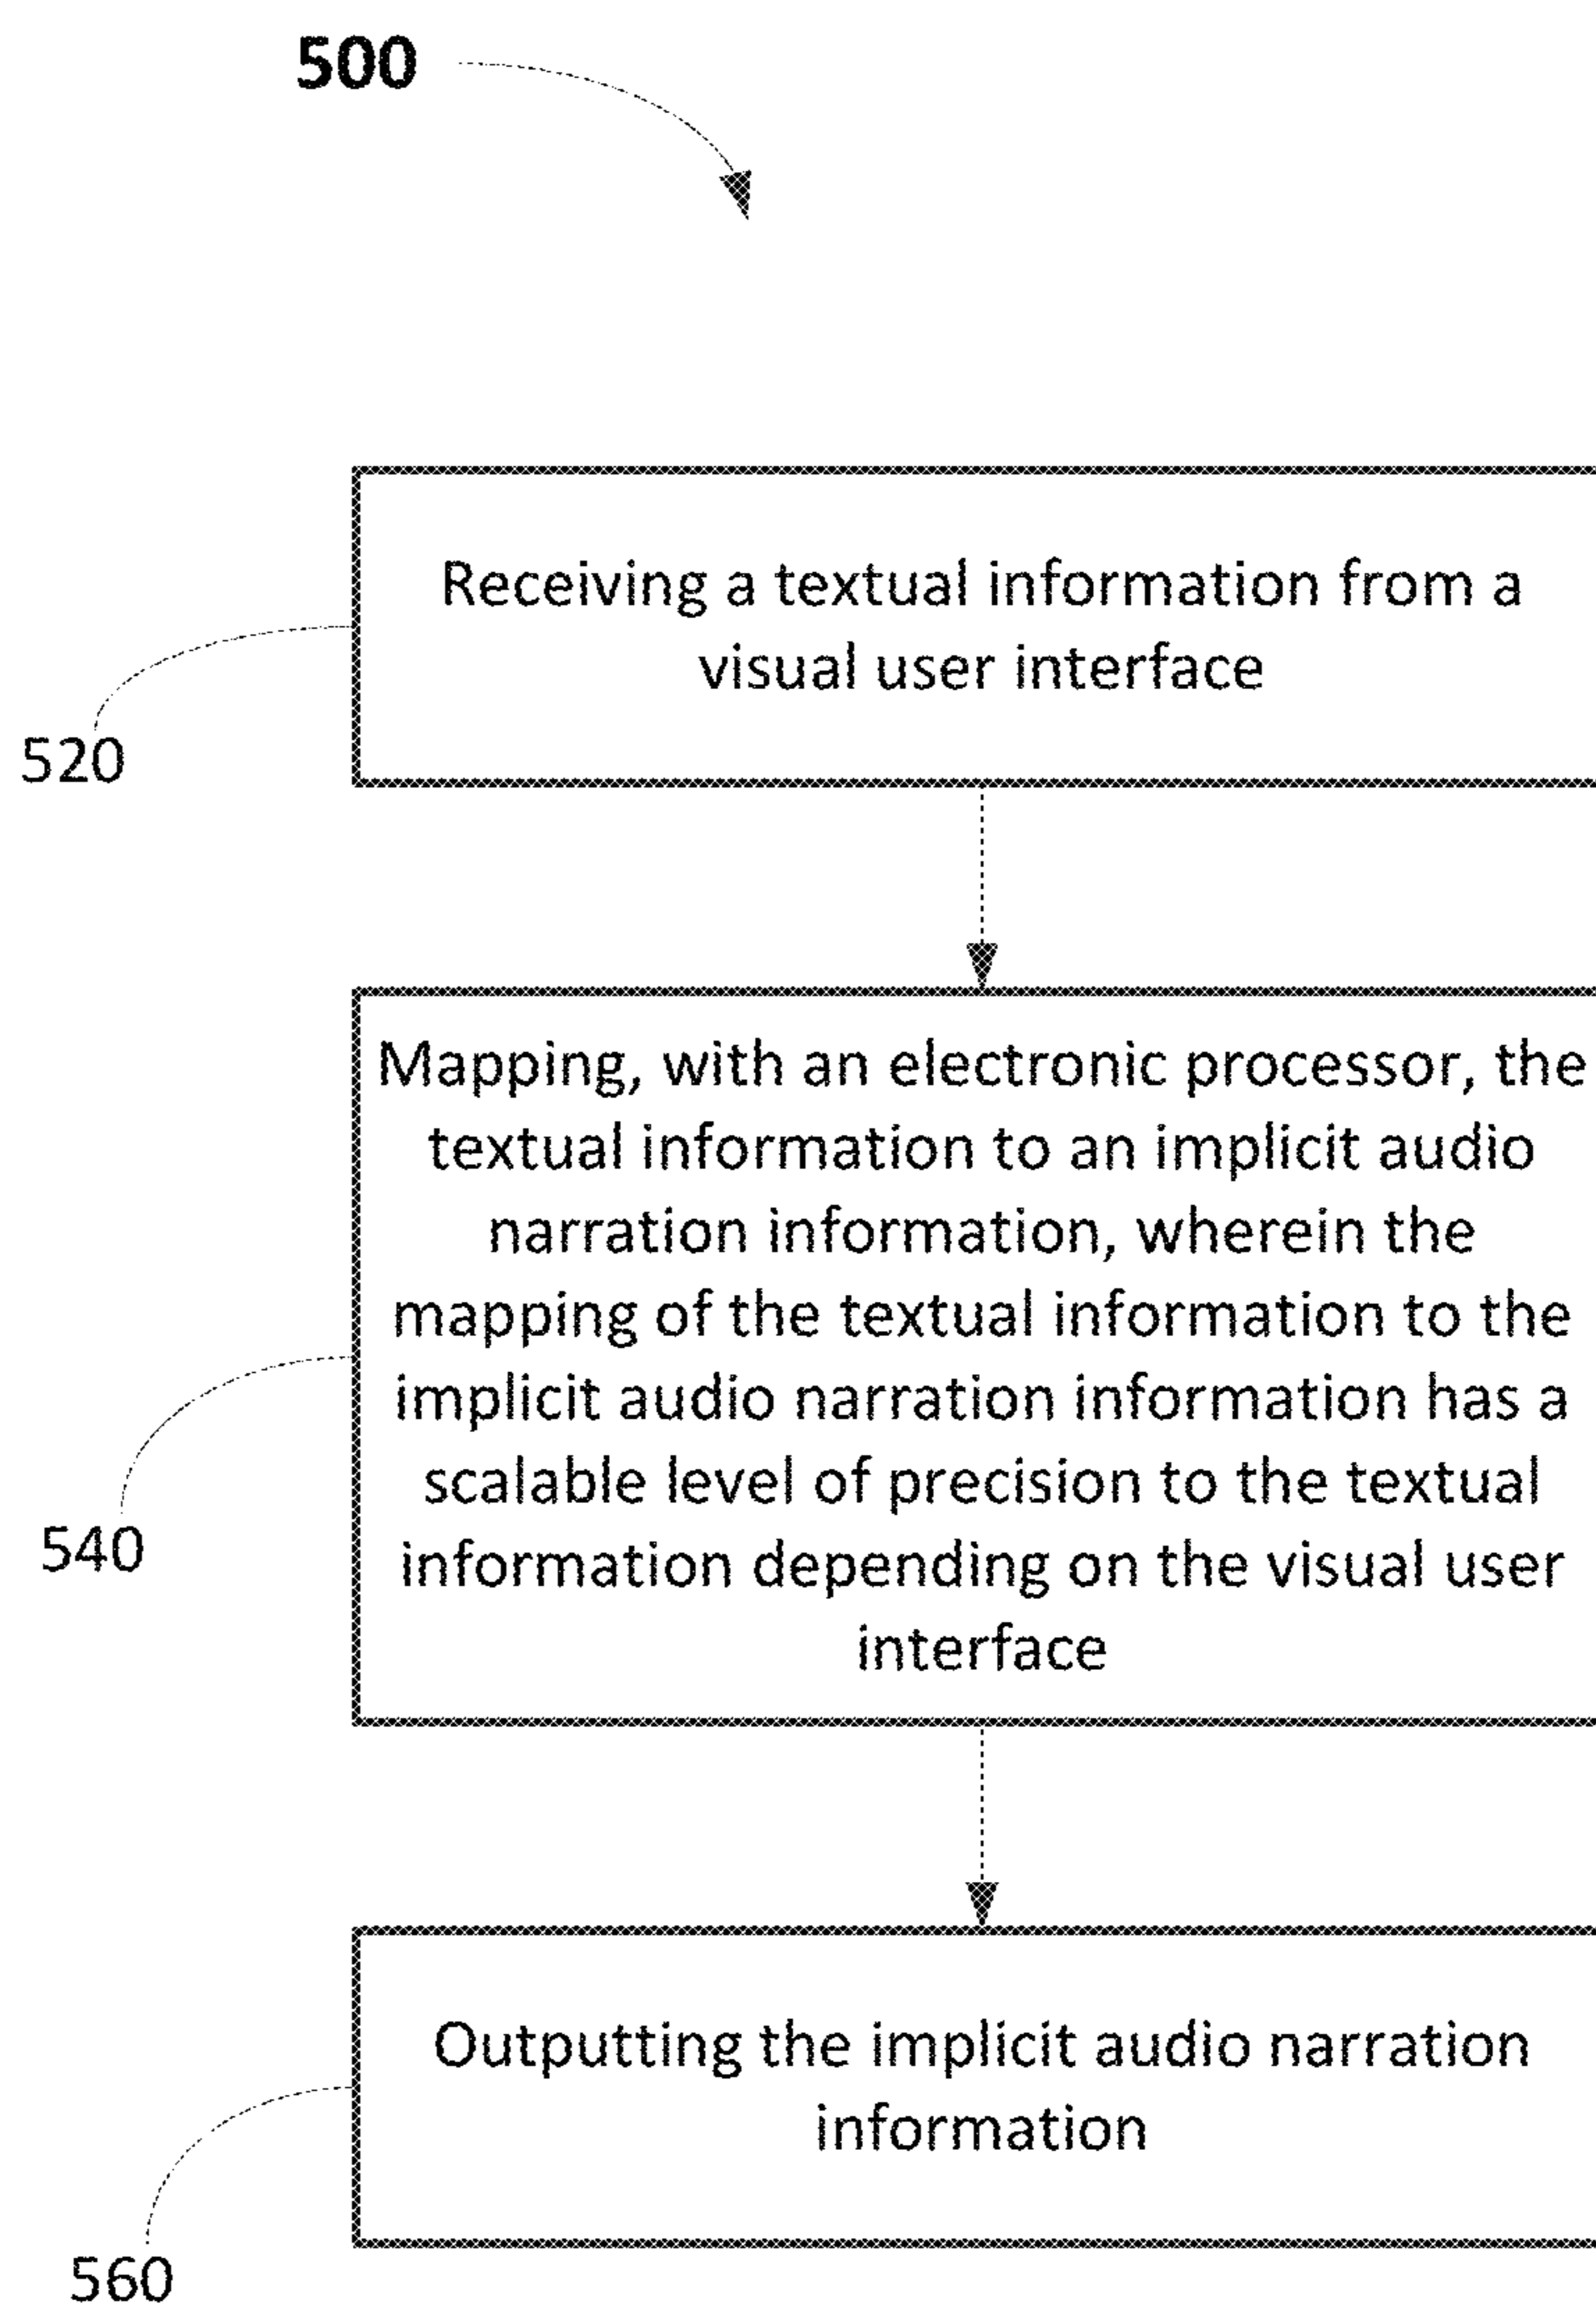 500
Receiving a textual information from a
visual user interface
520
Mapping, with an electronic processor, the
textual information to an implicit audio
narration information, wherein the
mapping of the textual information to the
implicit audio narration information has a
scalable level of precision to the textual
information depending on the visual user
interface
540
Outputting the implicit audio narration
information
560